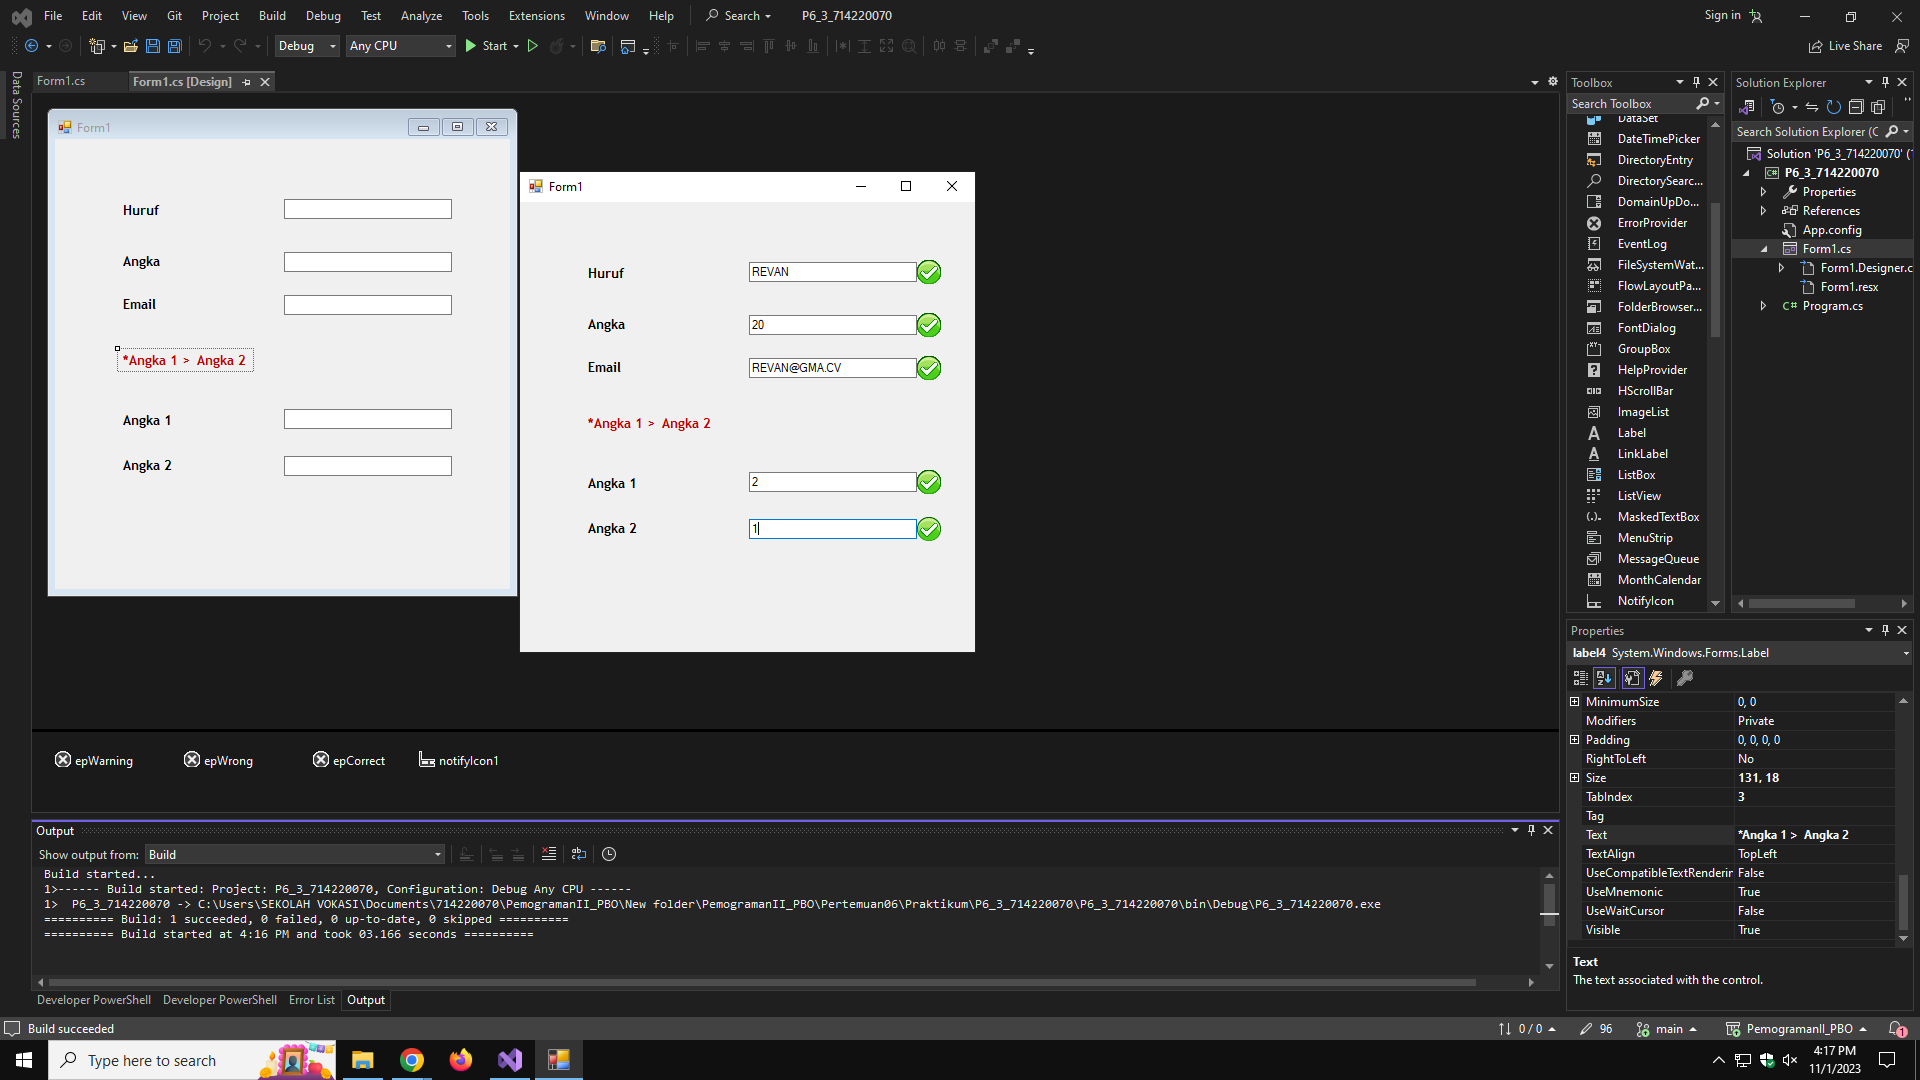 File Edit View Git Project Build Debug Test Analyze Tools Extensions Window Help Search P6_3_714220070 Sign in
Debug Any CPU Start Live Share
Data Sources
Form1.cs Form1.cs [Design]
Form1
Huruf
Angka
Email
*Angka 1 > Angka 2
Angka 1
Angka 2
Form1
Huruf REVAN
Angka 20
Email REVAN@GMA.CV
*Angka 1 > Angka 2
Angka 1 2
Angka 2 1
epWarning epWrong epCorrect notifyIcon1
Output
Show output from: Build
Build started...
1>------ Build started: Project: P6_3_714220070, Configuration: Debug Any CPU ------
1>  P6_3_714220070 -> C:\Users\SEKOLAH VOKASI\Documents\714220070\PemogramanII_PBO\New folder\PemogramanII_PBO\Pertemuan06\Praktikum\P6_3_714220070\P6_3_714220070\bin\Debug\P6_3_714220070.exe
========== Build: 1 succeeded, 0 failed, 0 up-to-date, 0 skipped ==========
========== Build started at 4:16 PM and took 03.166 seconds ==========
Developer PowerShell Developer PowerShell Error List Output
Toolbox
Search Toolbox
DataSet
DateTimePicker
DirectoryEntry
DirectorySearc...
DomainUpDo...
ErrorProvider
EventLog
FileSystemWat...
FlowLayoutPa...
FolderBrowser...
FontDialog
GroupBox
HelpProvider
HScrollBar
ImageList
Label
LinkLabel
ListBox
ListView
MaskedTextBox
MenuStrip
MessageQueue
MonthCalendar
NotifyIcon
Solution Explorer
Search Solution Explorer (C
Solution 'P6_3_714220070' (1
P6_3_714220070
Properties
References
App.config
Form1.cs
Form1.Designer.c
Form1.resx
C# Program.cs
Properties
label4 System.Windows.Forms.Label
MinimumSize 0, 0
Modifiers Private
Padding 0, 0, 0, 0
RightToLeft No
Size 131, 18
TabIndex 3
Tag
Text *Angka 1 > Angka 2
TextAlign TopLeft
UseCompatibleTextRenderin False
UseMnemonic True
UseWaitCursor False
Visible True
Text
The text associated with the control.
Build succeeded 0 / 0 96 main PemogramanII_PBO 1
Type here to search
4:17 PM
11/1/2023